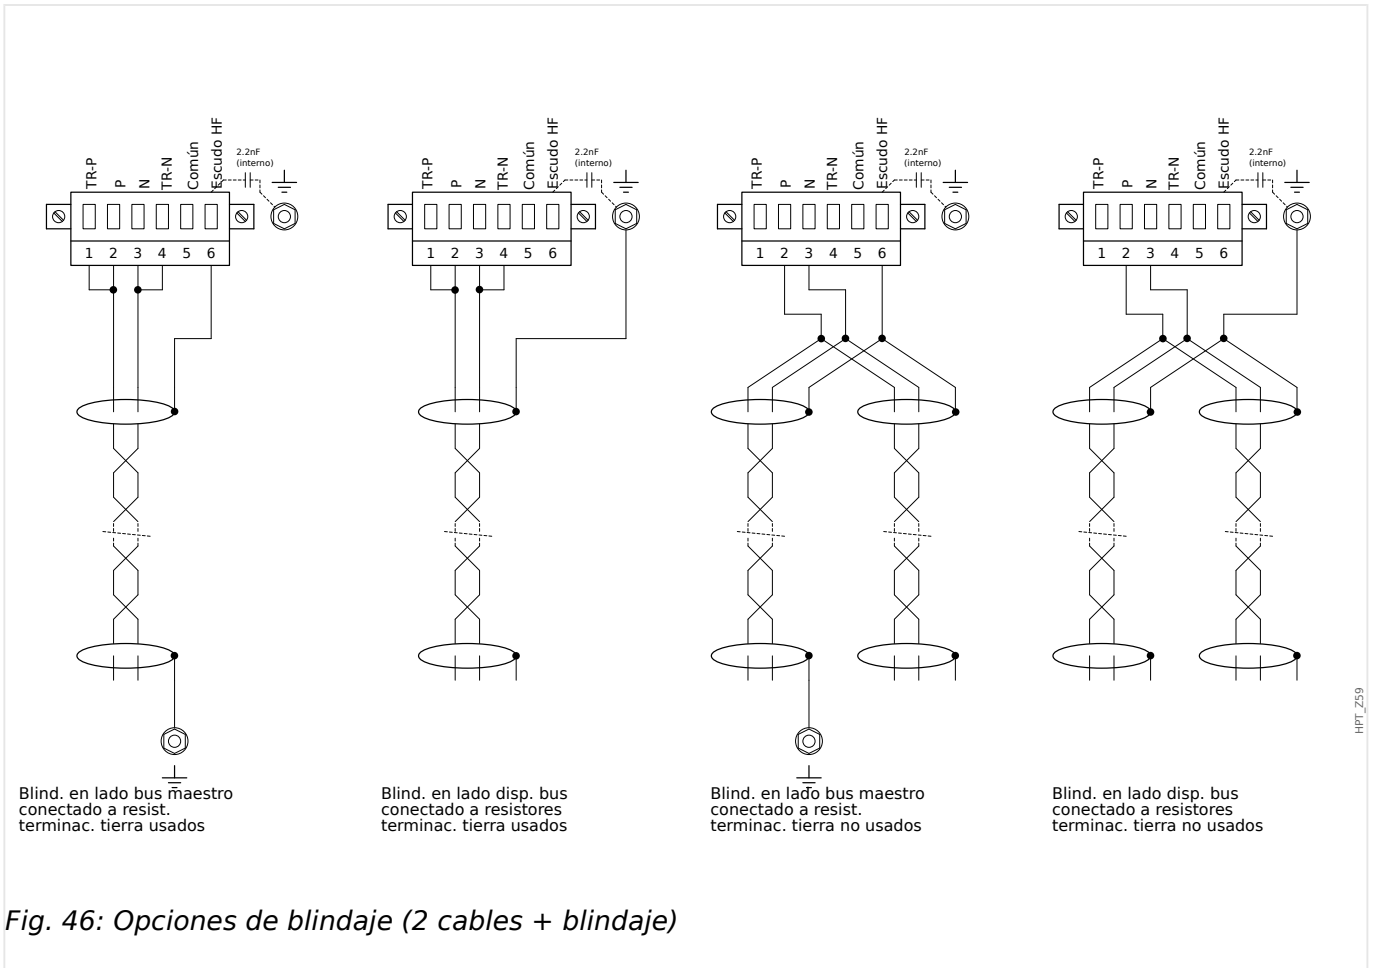 TR-P
P
N
TR-N
Común
Escudo HF
2.2nF
(interno)
1 2 3 4 5 6
TR-P
P
N
TR-N
Común
Escudo HF
2.2nF
(interno)
1 2 3 4 5 6
TR-P
P
N
TR-N
Común
Escudo HF
2.2nF
(interno)
1 2 3 4 5 6
TR-P
P
N
TR-N
Común
Escudo HF
2.2nF
(interno)
1 2 3 4 5 6
Blind. en lado bus maestro
conectado a resist.
terminac. tierra usados
Blind. en lado disp. bus
conectado a resistores
terminac. tierra usados
Blind. en lado bus maestro
conectado a resist.
terminac. tierra no usados
Blind. en lado disp. bus
conectado a resistores
terminac. tierra no usados
HPT_Z59
Fig. 46: Opciones de blindaje (2 cables + blindaje)